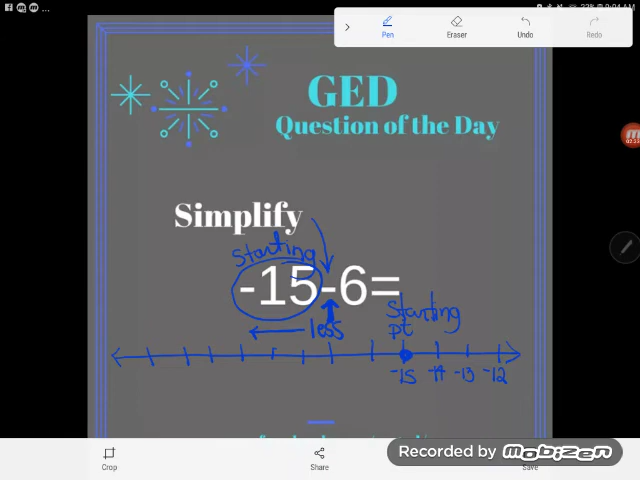 Pen Eraser Undo Redo
GED
Question of the Day
Simplify
Starting
-15-6=
Starting
pt
less
-15 -14 -13 -12
Recorded by mobizen
Crop Share Save